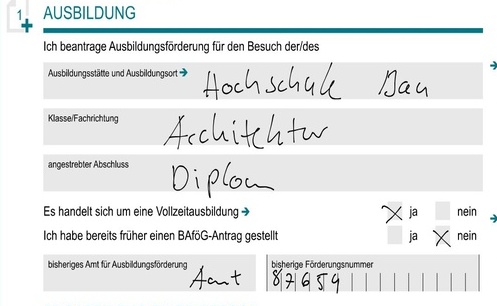 1 AUSBILDUNG
Ich beantrage Ausbildungsförderung für den Besuch der/des
Ausbildungsstätte und Ausbildungsort → Hochschule Bau
Klasse/Fachrichtung Architektur
angestrebter Abschluss Diplom
Es handelt sich um eine Vollzeitausbildung → ☒ ja ☐ nein
Ich habe bereits früher einen BAföG-Antrag gestellt ☐ ja ☒ nein
bisheriges Amt für Ausbildungsförderung bisherige Förderungsnummer
Amt 87659